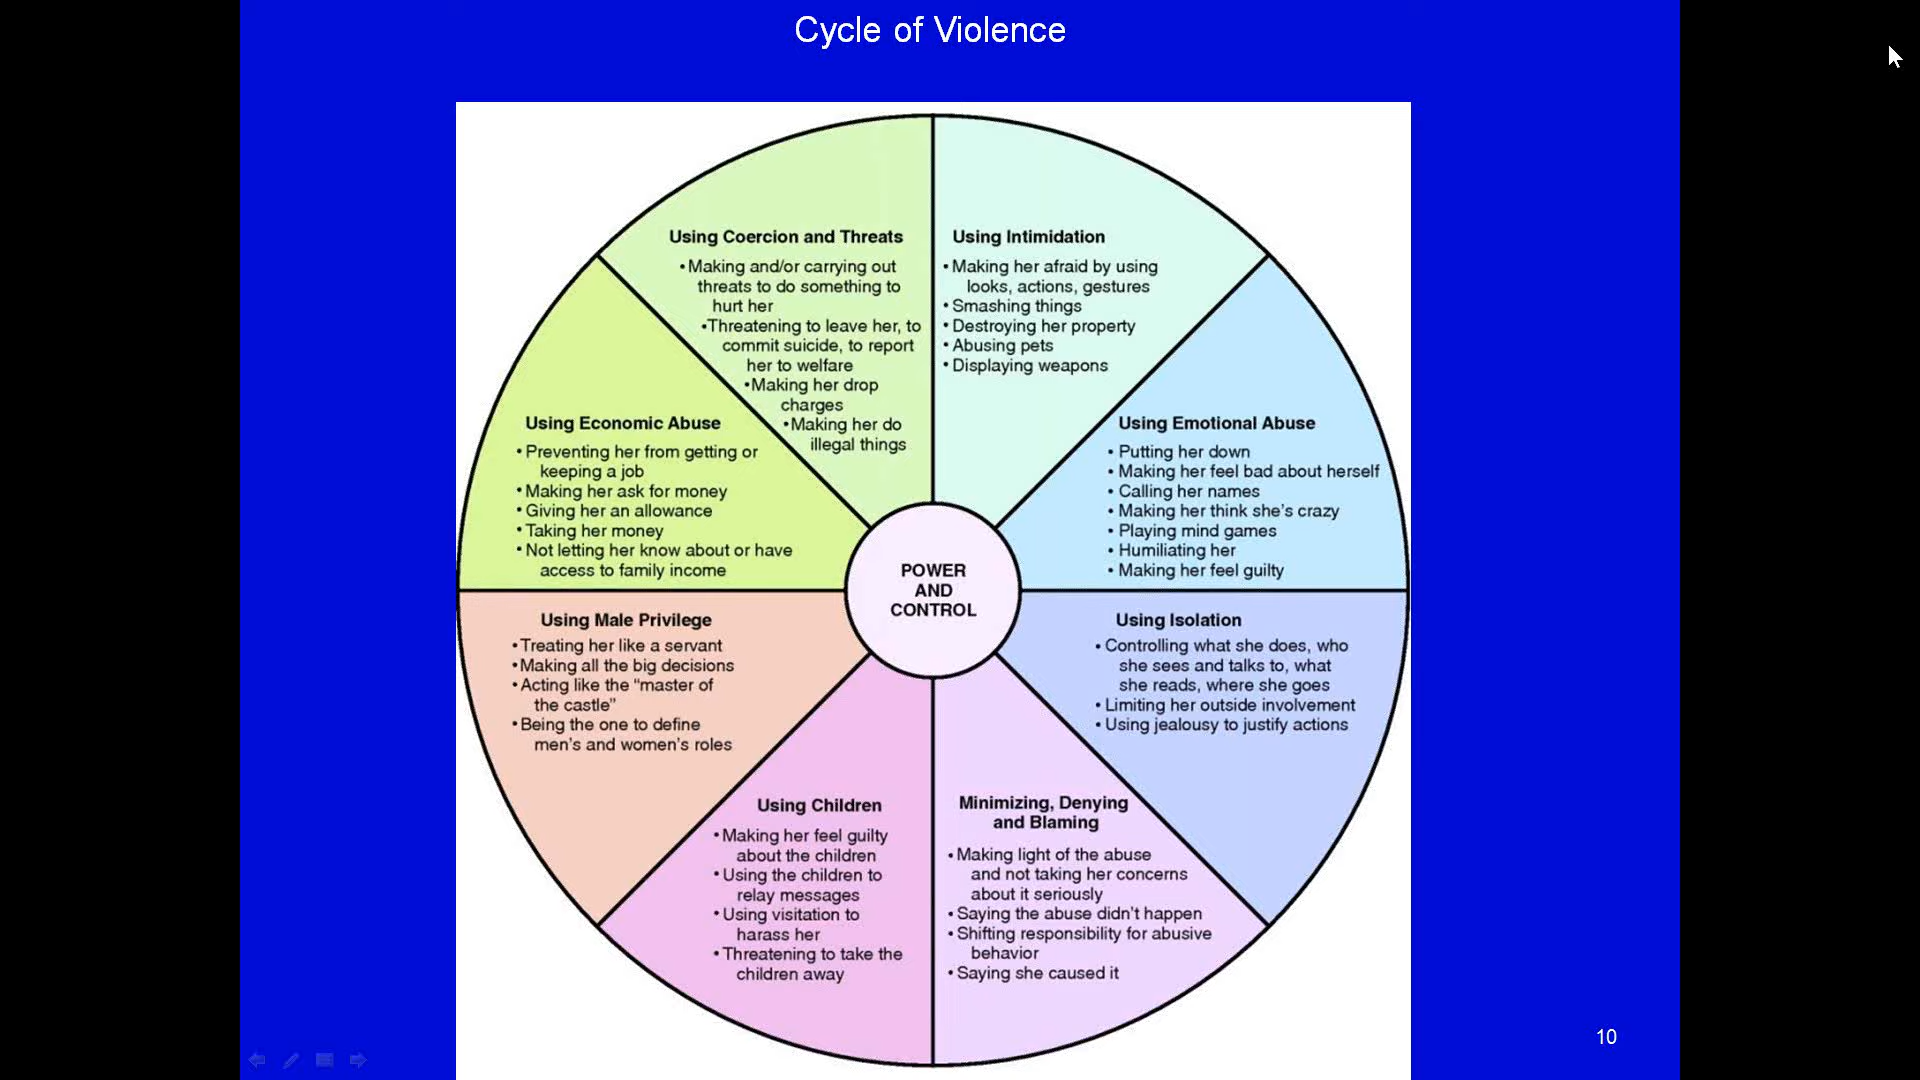 Cycle of Violence
Using Coercion and Threats
•Making and/or carrying out
threats to do something to
hurt her
•Threatening to leave her, to
commit suicide, to report
her to welfare
•Making her drop
charges
•Making her do
illegal things
Using Intimidation
• Making her afraid by using
looks, actions, gestures
• Smashing things
• Destroying her property
• Abusing pets
• Displaying weapons
Using Economic Abuse
• Preventing her from getting or
keeping a job
• Making her ask for money
• Giving her an allowance
• Taking her money
• Not letting her know about or have
access to family income
Using Emotional Abuse
• Putting her down
• Making her feel bad about herself
• Calling her names
• Making her think she’s crazy
• Playing mind games
• Humiliating her
• Making her feel guilty
POWER
AND
CONTROL
Using Male Privilege
• Treating her like a servant
• Making all the big decisions
• Acting like the “master of
the castle”
• Being the one to define
men’s and women’s roles
Using Isolation
• Controlling what she does, who
she sees and talks to, what
she reads, where she goes
• Limiting her outside involvement
• Using jealousy to justify actions
Using Children
• Making her feel guilty
about the children
• Using the children to
relay messages
• Using visitation to
harass her
• Threatening to take the
children away
Minimizing, Denying
and Blaming
• Making light of the abuse
and not taking her concerns
about it seriously
• Saying the abuse didn’t happen
• Shifting responsibility for abusive
behavior
• Saying she caused it
10